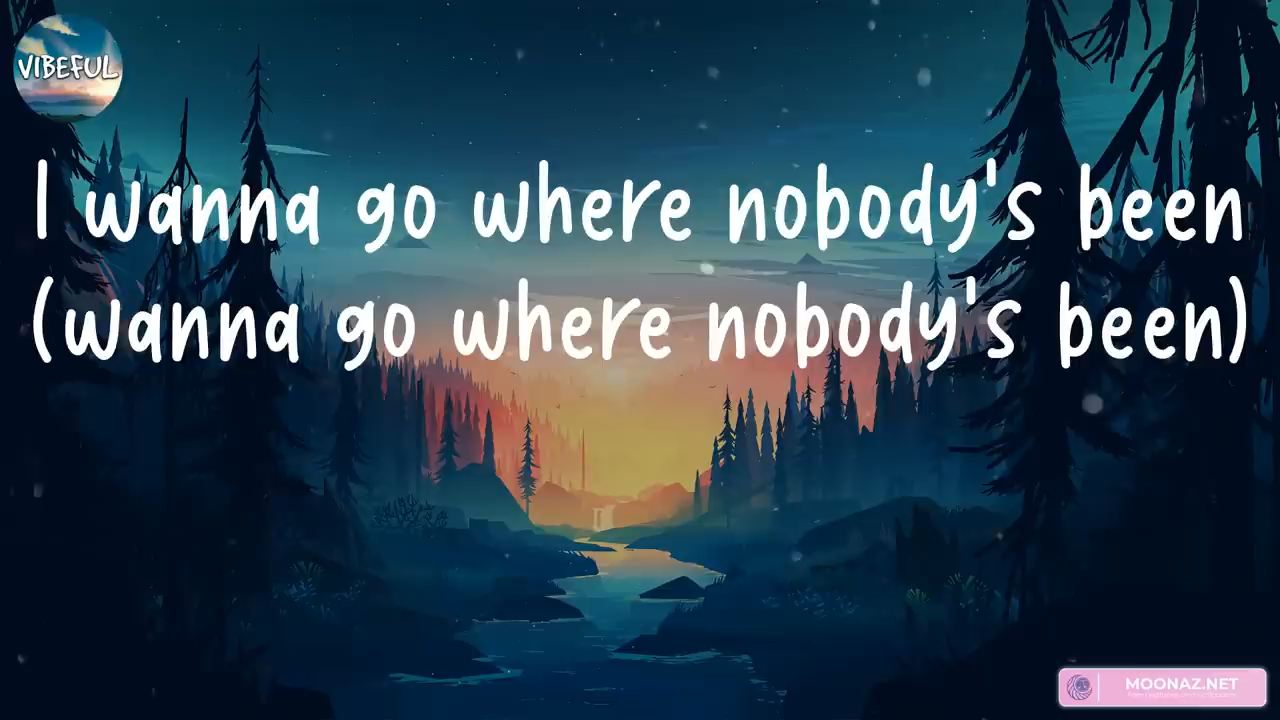 VIBEFUL
I wanna go where nobody's been
(wanna go where nobody's been)
MOONAZ.NET